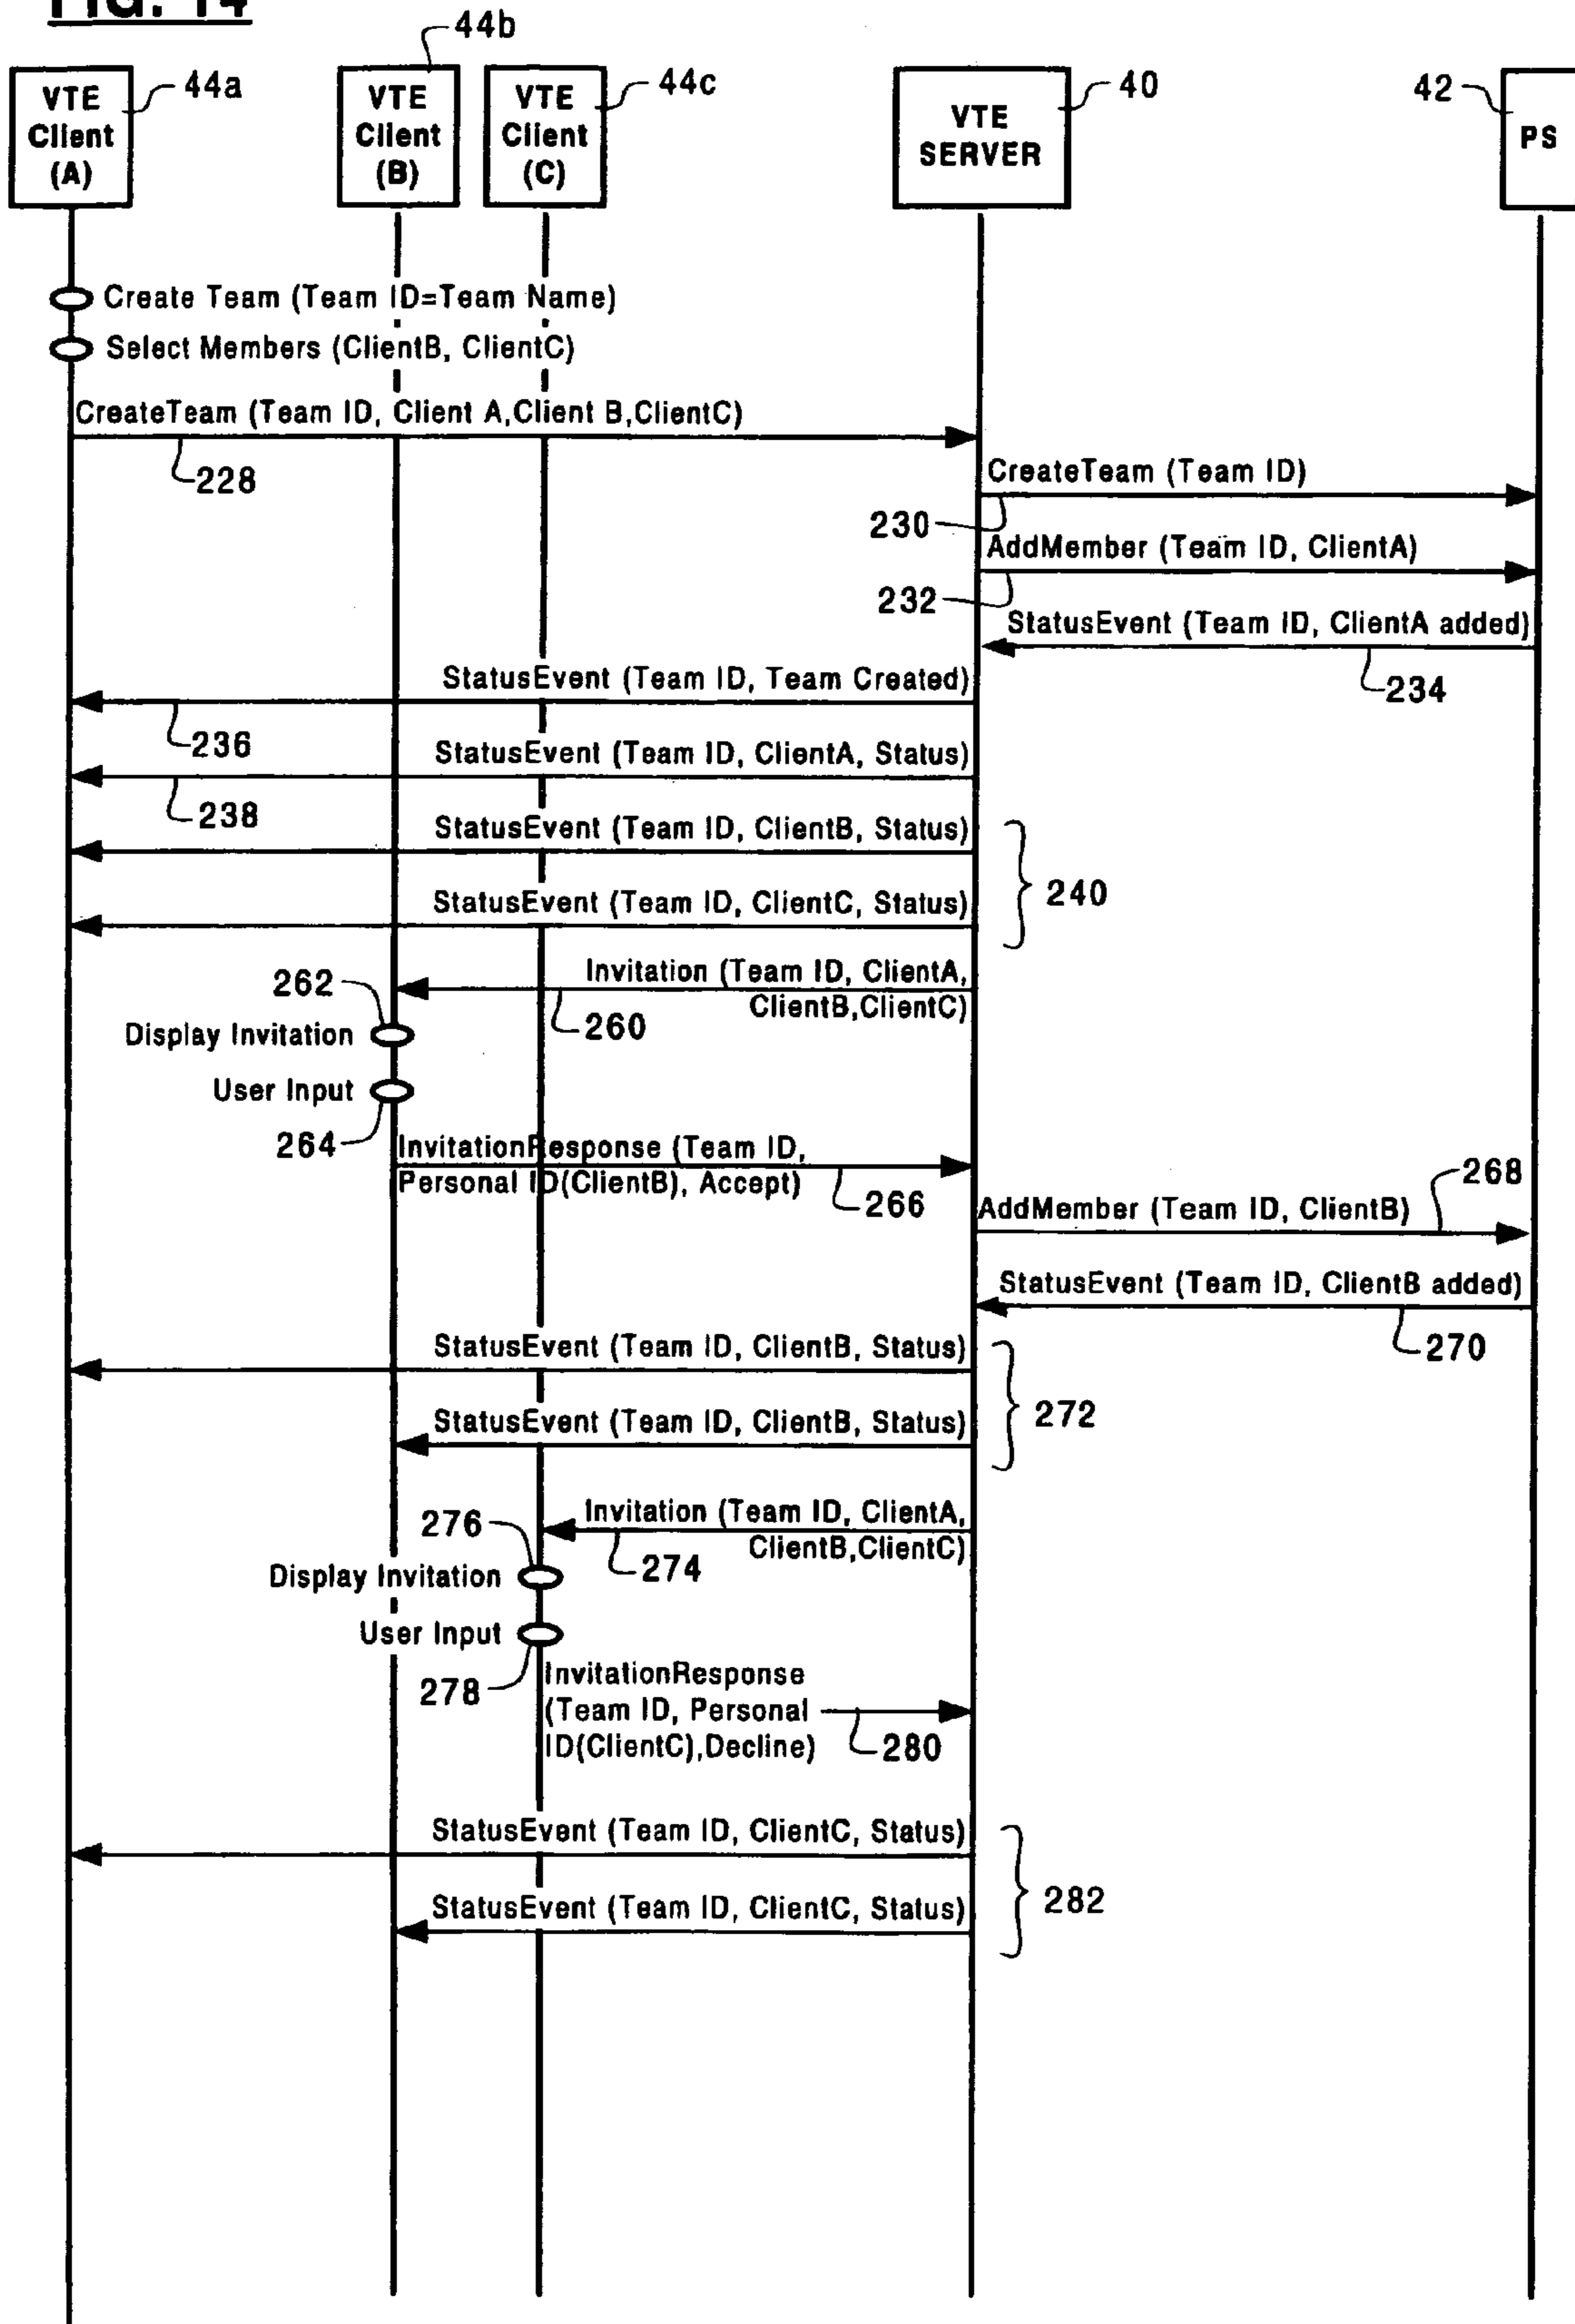 FIG. 14
44b
44a
44c
40
42
VTE
Client
(A)
VTE
Client
(B)
VTE
Client
(C)
VTE
SERVER
PS
Create Team (Team ID=Team Name)
Select Members (ClientB, ClientC)
CreateTeam (Team ID, Client A,Client B,ClientC)
228
CreateTeam (Team ID)
230
AddMember (Team ID, ClientA)
232
StatusEvent (Team ID, ClientA added)
234
StatusEvent (Team ID, Team Created)
236
StatusEvent (Team ID, ClientA, Status)
238
StatusEvent (Team ID, ClientB, Status)
240
StatusEvent (Team ID, ClientC, Status)
Invitation (Team ID, ClientA,
ClientB,ClientC)
260
262
Display Invitation
User Input
264
InvitationResponse (Team ID,
Personal ID(ClientB), Accept)
266
268
AddMember (Team ID, ClientB)
StatusEvent (Team ID, ClientB added)
270
StatusEvent (Team ID, ClientB, Status)
272
StatusEvent (Team ID, ClientB, Status)
Invitation (Team ID, ClientA,
ClientB,ClientC)
274
276
Display Invitation
User Input
278
InvitationResponse
(Team ID, Personal
ID(ClientC),Decline)
280
StatusEvent (Team ID, ClientC, Status)
282
StatusEvent (Team ID, ClientC, Status)